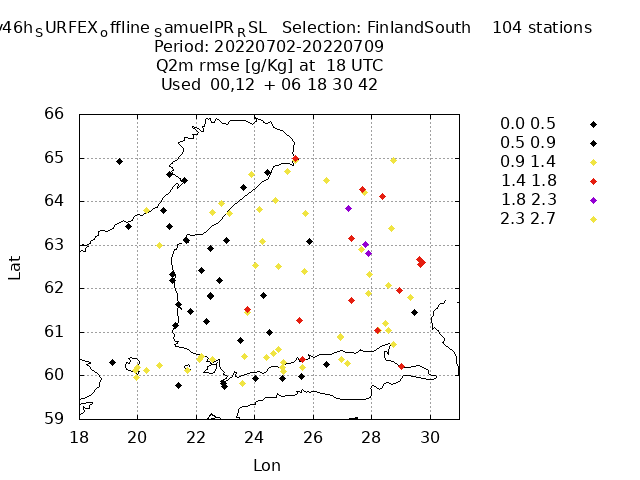 46h SURFEX offline SamuelPR RSL Selection: FinlandSouth 104 stations
Period: 20220702-20220709
Q2m rmse [g/Kg] at 18 UTC
Used 00,12 + 06 18 30 42
66
65
64
63
62
61
60
59
18 20 22 24 26 28 30
Lat
Lon
0.0 0.5
0.5 0.9
0.9 1.4
1.4 1.8
1.8 2.3
2.3 2.7